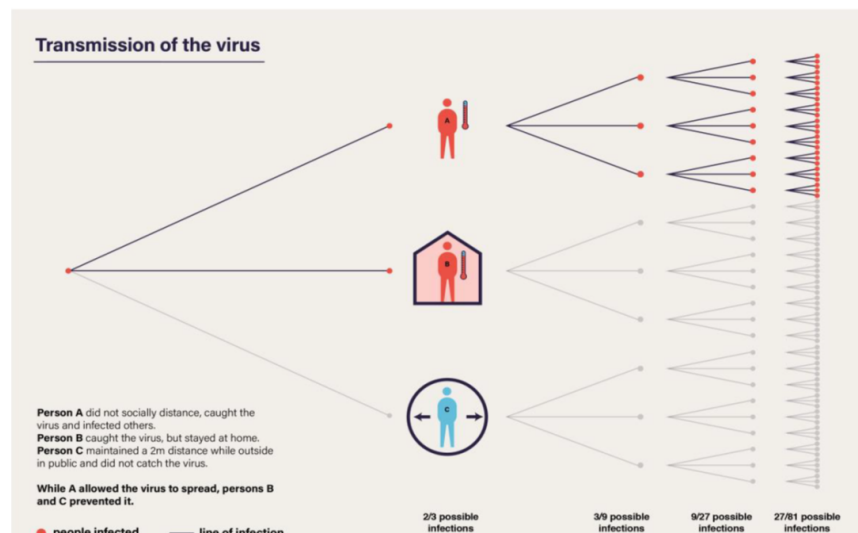 Transmission of the virus
A
B
C
Person A did not socially distance, caught the
virus and infected others.
Person B caught the virus, but stayed at home.
Person C maintained a 2m distance while outside
in public and did not catch the virus.
While A allowed the virus to spread, persons B
and C prevented it.
people infected
line of infection
2/3 possible
infections
3/9 possible
infections
9/27 possible
infections
27/81 possible
infections